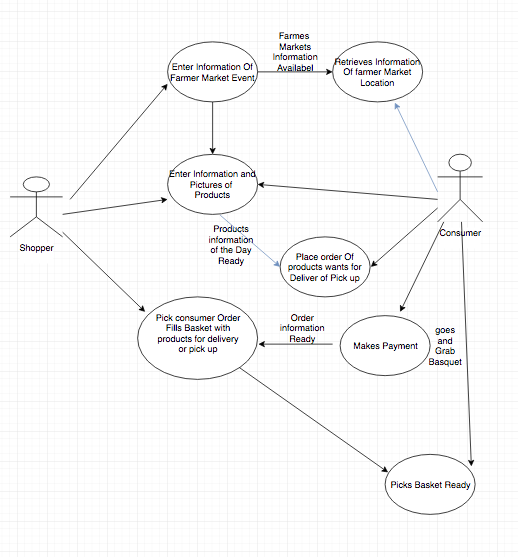 Farmes
Markets
Information
Availabel
Enter Information Of
Farmer Market Event
Retrieves Information
Of farmer Market
Location
Enter Information and
Pictures of
Products
Shopper
Consumer
Products
information
of the Day
Ready
Place order Of
products wants for
Deliver of Pick up
Pick consumer Order
Fills Basket with
products for delivery
or pick up
Order
information
Ready
Makes Payment
goes
and
Grab
Basquet
Picks Basket Ready